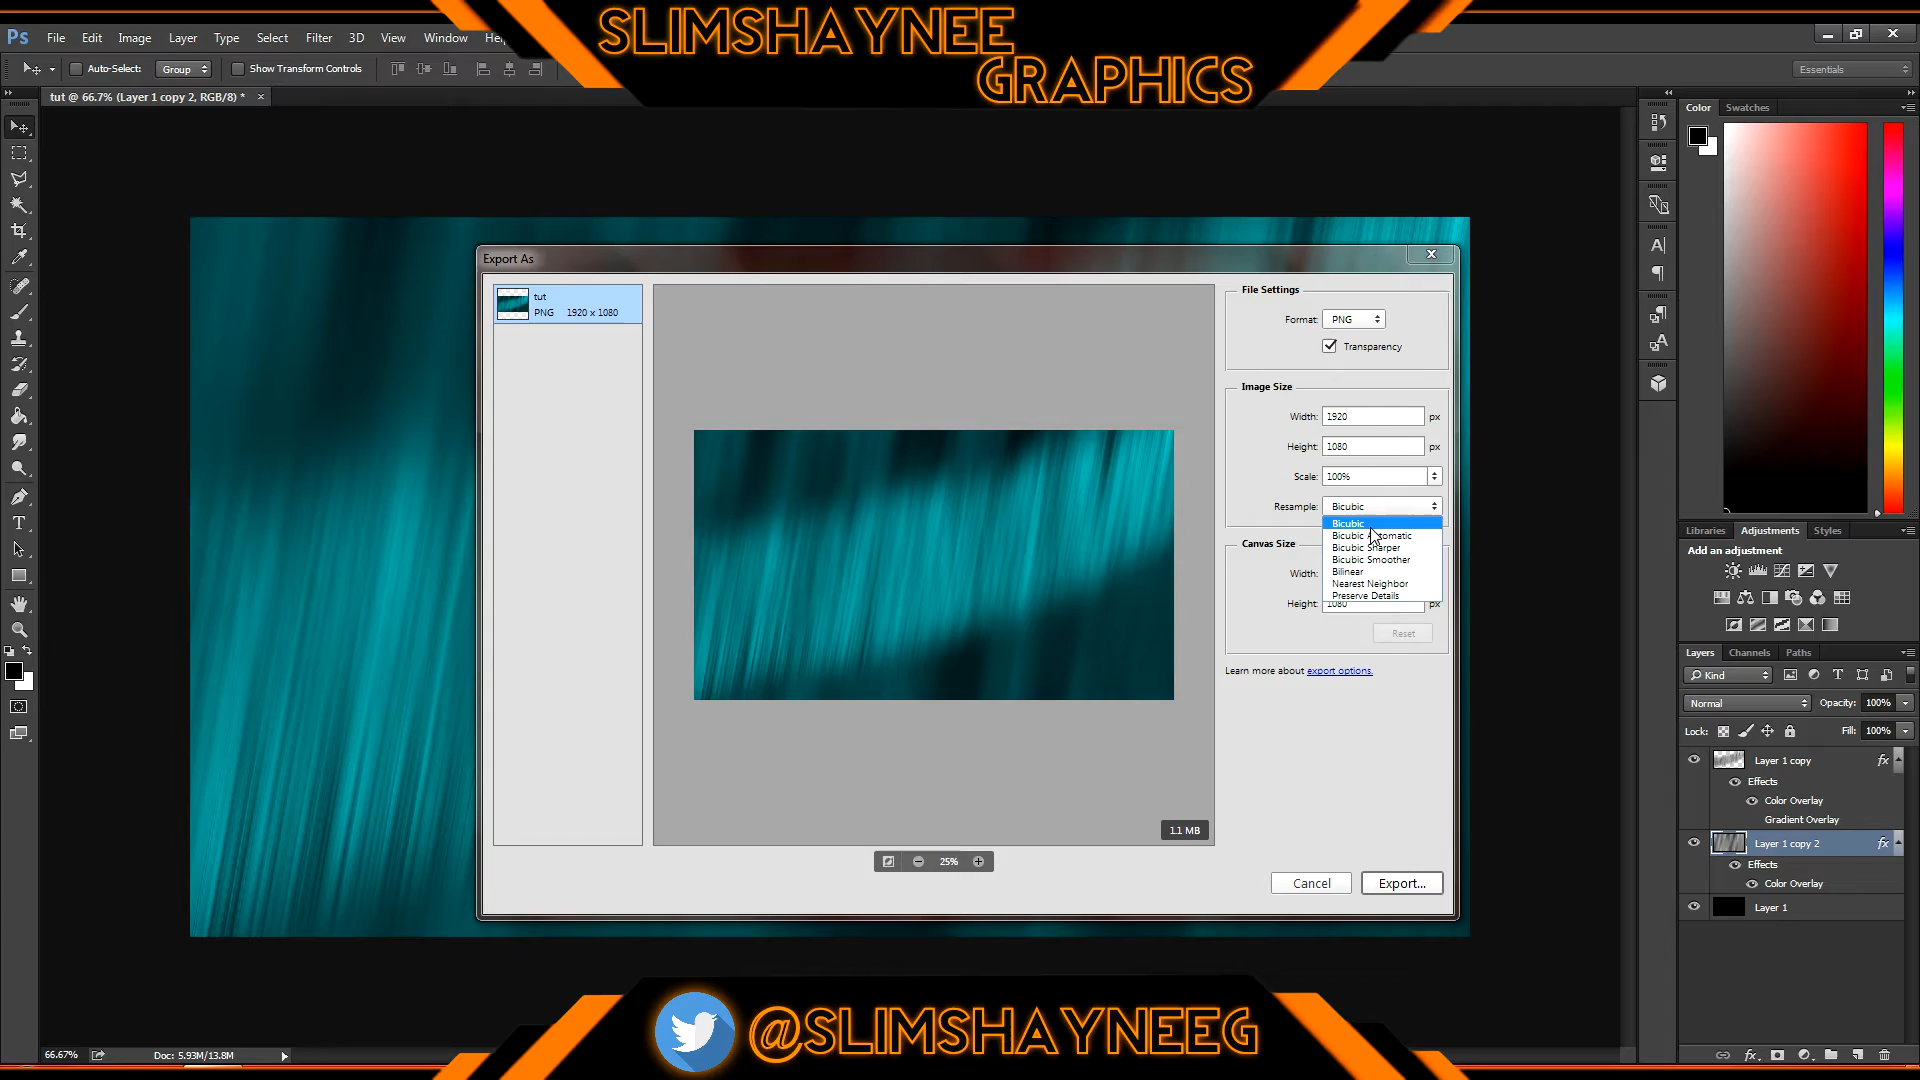 SLIMSHAYNEE
GRAPHICS
Ps File Edit Image Layer Type Select Filter 3D View Window
Auto-Select: Group Show Transform Controls
Essentials
tut @ 66.7% (Layer 1 copy 2, RGB/8) * ×
Export As
tut
PNG 1920 x 1080
File Settings
Format: PNG
Transparency
Image Size
Width: 1920 px
Height: 1080 px
Scale: 100%
Resample: Bicubic
Bicubic
Bicubic Automatic
Bicubic Sharper
Bicubic Smoother
Bilinear
Nearest Neighbor
Preserve Details
Canvas Size
Width:
Height: 1080 px
Reset
Learn more about export options.
1.1 MB
25%
Cancel Export...
Color Swatches
Libraries Adjustments Styles
Add an adjustment
Layers Channels Paths
Kind
Normal Opacity: 100%
Lock: Fill: 100%
Layer 1 copy fx
Effects
Color Overlay
Gradient Overlay
Layer 1 copy 2 fx
Effects
Color Overlay
Layer 1
66.67% Doc: 5.93M/13.8M
@SLIMSHAYNEEG